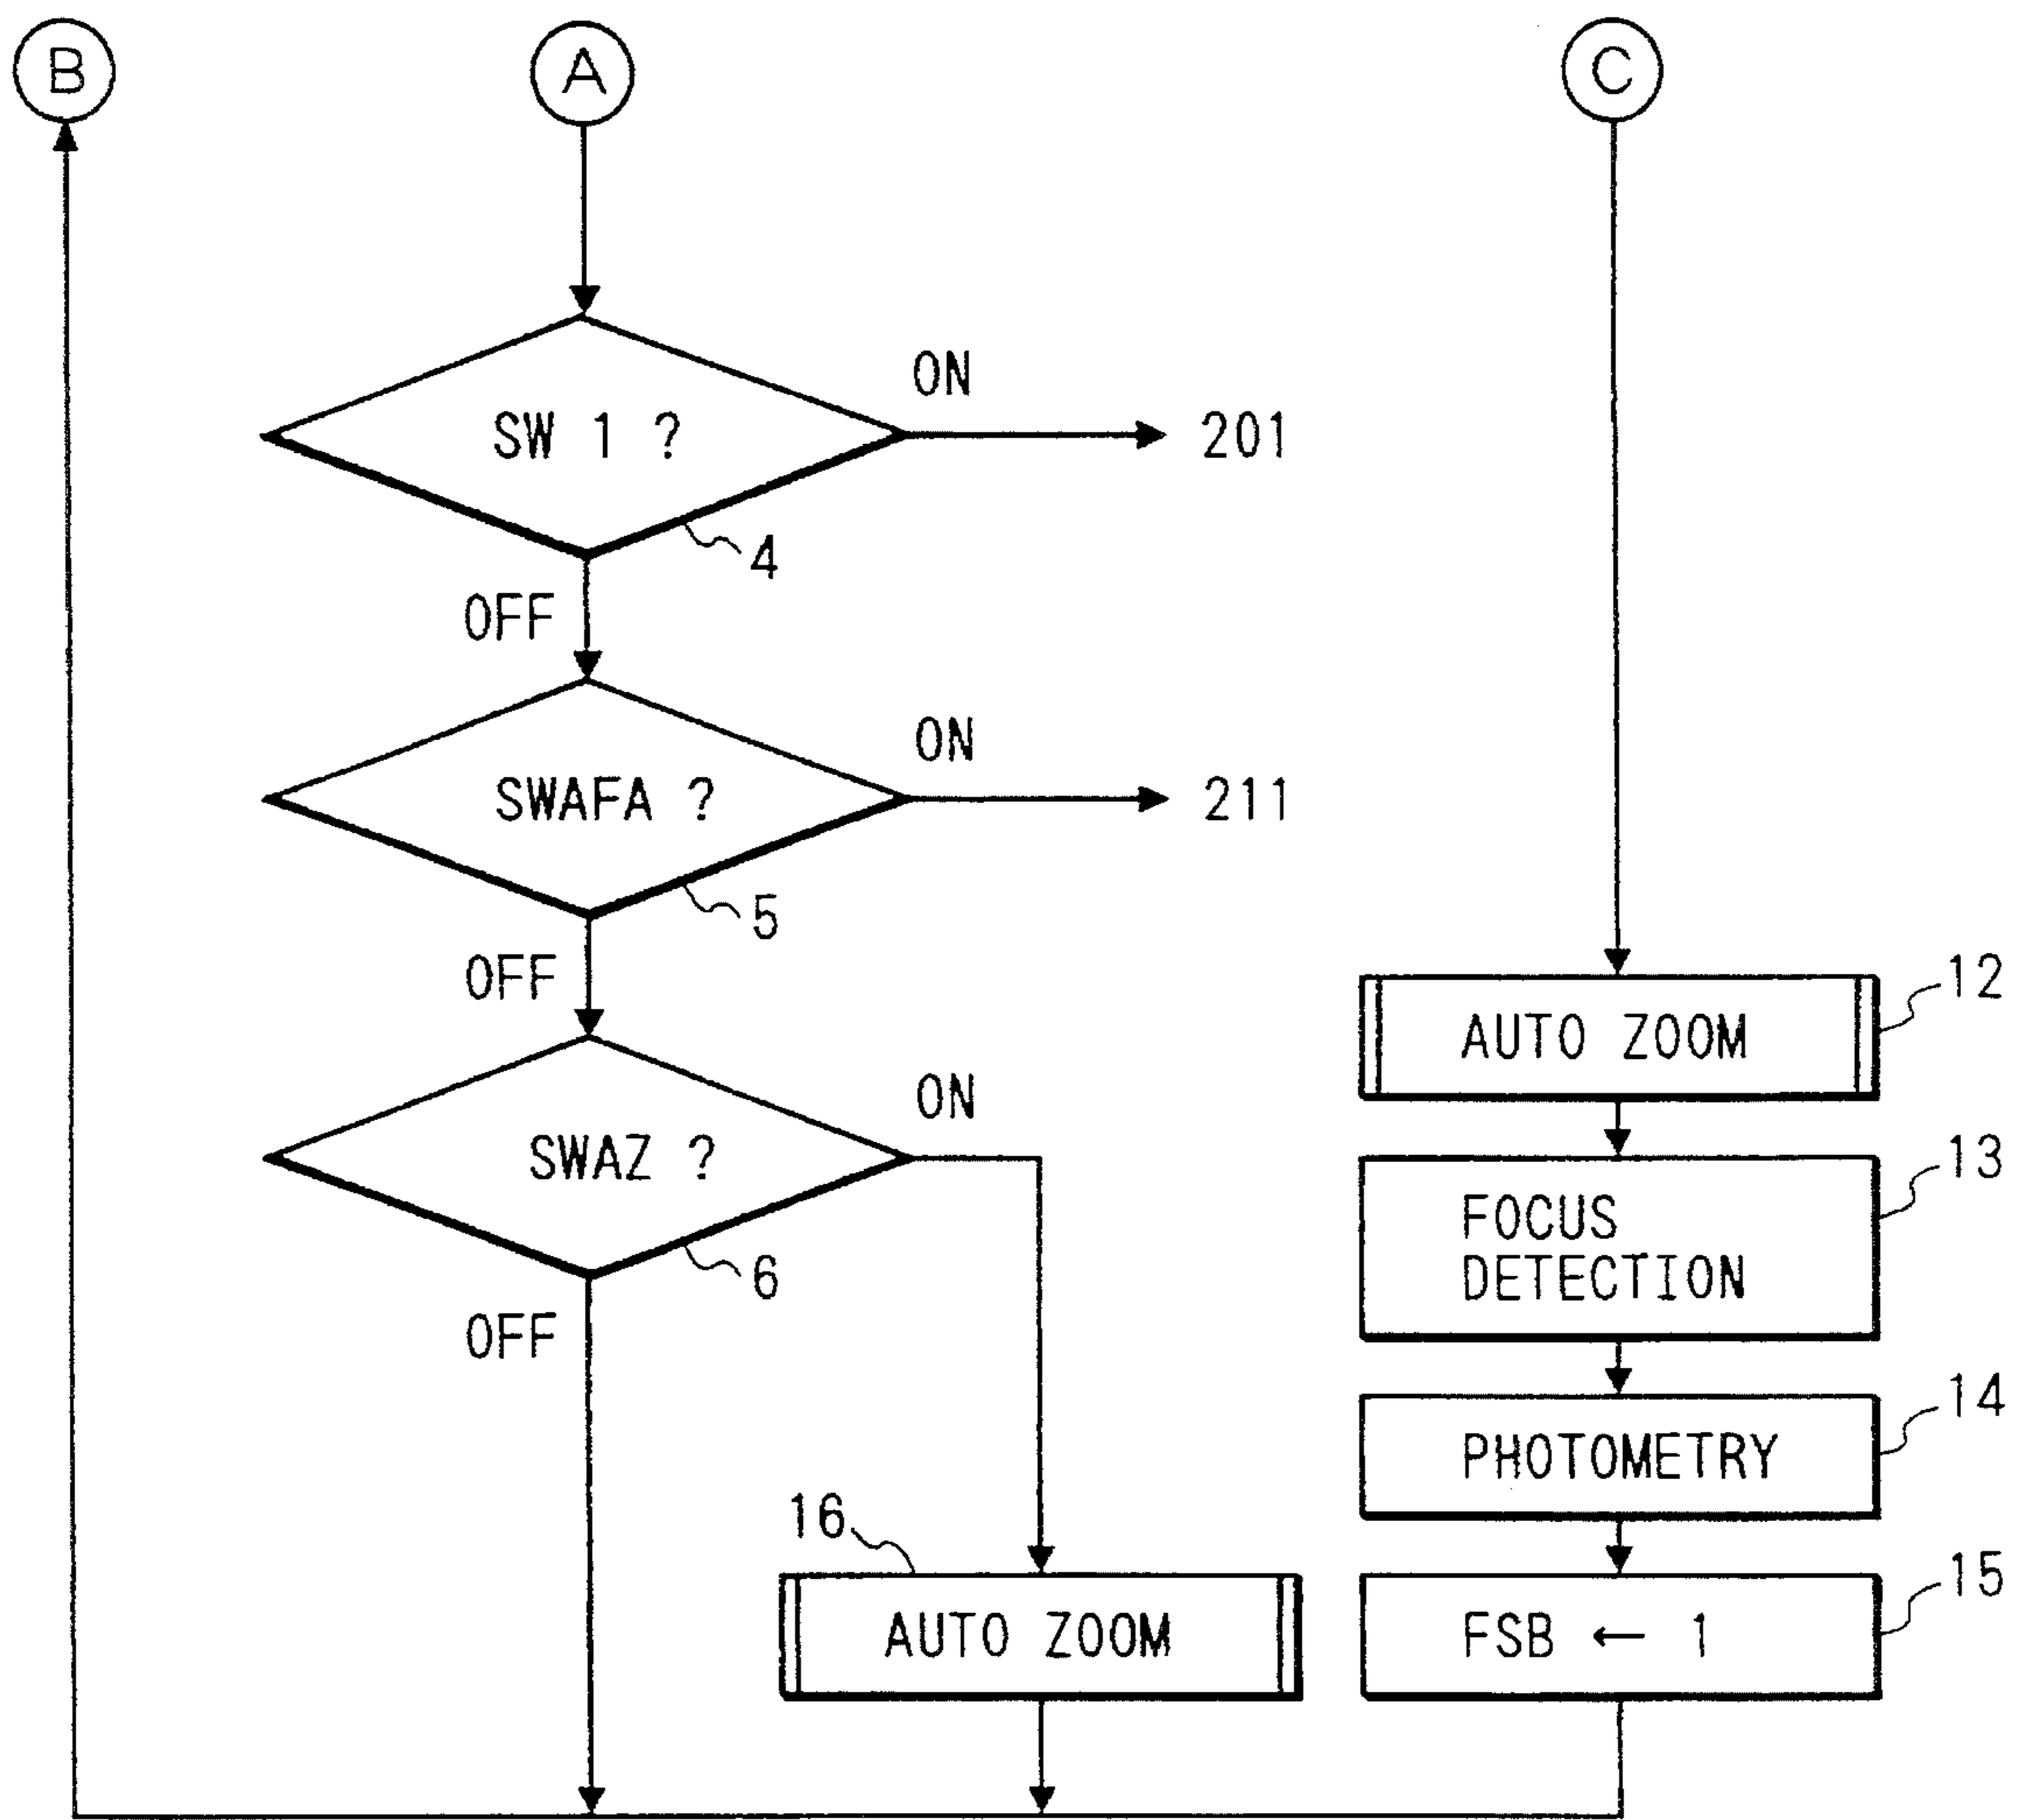 B
A
C
SW 1 ?
ON
201
4
OFF
SWAFA ?
ON
211
5
OFF
SWAZ ?
ON
6
OFF
16
AUTO ZOOM
12
AUTO ZOOM
13
FOCUS
DETECTION
14
PHOTOMETRY
15
FSB ← 1